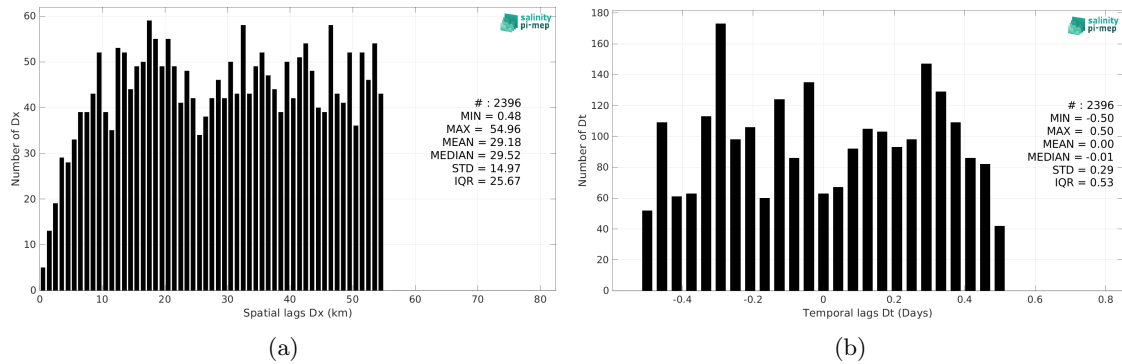 60
50
40
30
20
10
0
Number of Dx
0 10 20 30 40 50 60 70 80
Spatial lags Dx (km)
salinity
pi-mep
# : 2396
MIN = 0.48
MAX = 54.96
MEAN = 29.18
MEDIAN = 29.52
STD = 14.97
IQR = 25.67
(a)
180
160
140
120
100
80
60
40
20
0
Number of Dt
-0.4 -0.2 0 0.2 0.4 0.6 0.8
Temporal lags Dt (Days)
salinity
pi-mep
# : 2396
MIN = -0.50
MAX = 0.50
MEAN = 0.00
MEDIAN = -0.01
STD = 0.29
IQR = 0.53
(b)